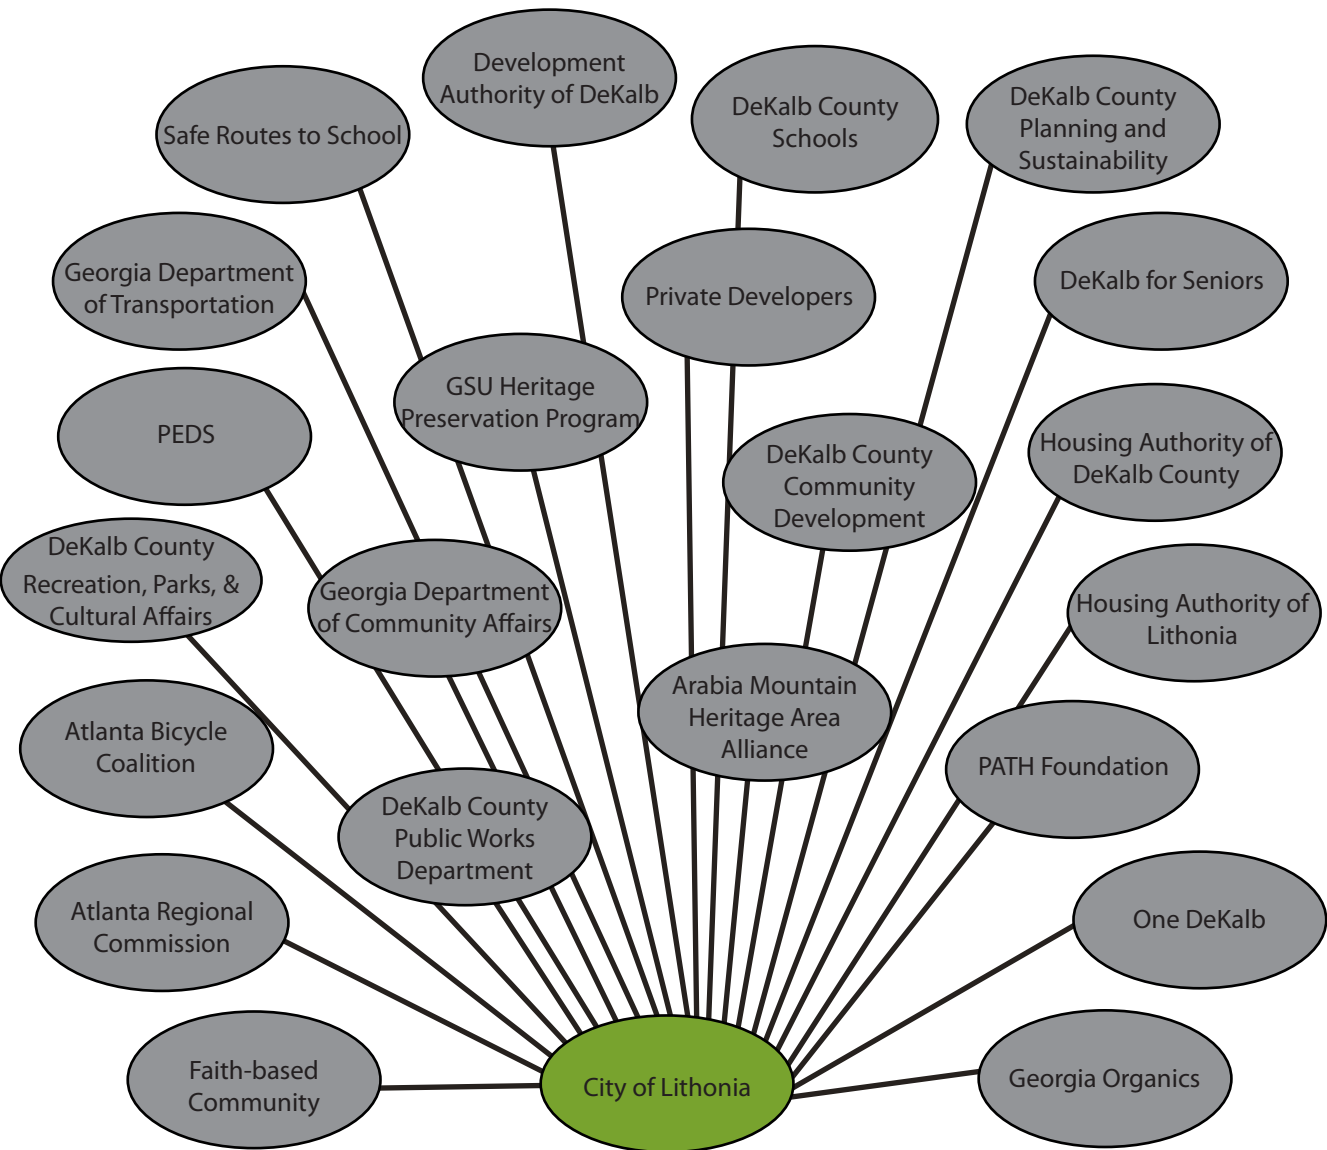 Development
Authority of DeKalb
Safe Routes to School
DeKalb County
Schools
DeKalb County
Planning and
Sustainability
Georgia Department
of Transportation
Private Developers
DeKalb for Seniors
GSU Heritage
Preservation Program
PEDS
DeKalb County
Community
Development
Housing Authority of
DeKalb County
DeKalb County
Recreation, Parks, &
Cultural Affairs
Georgia Department
of Community Affairs
Housing Authority of
Lithonia
Atlanta Bicycle
Coalition
Arabia Mountain
Heritage Area
Alliance
PATH Foundation
DeKalb County
Public Works
Department
Atlanta Regional
Commission
One DeKalb
Faith-based
Community
City of Lithonia
Georgia Organics